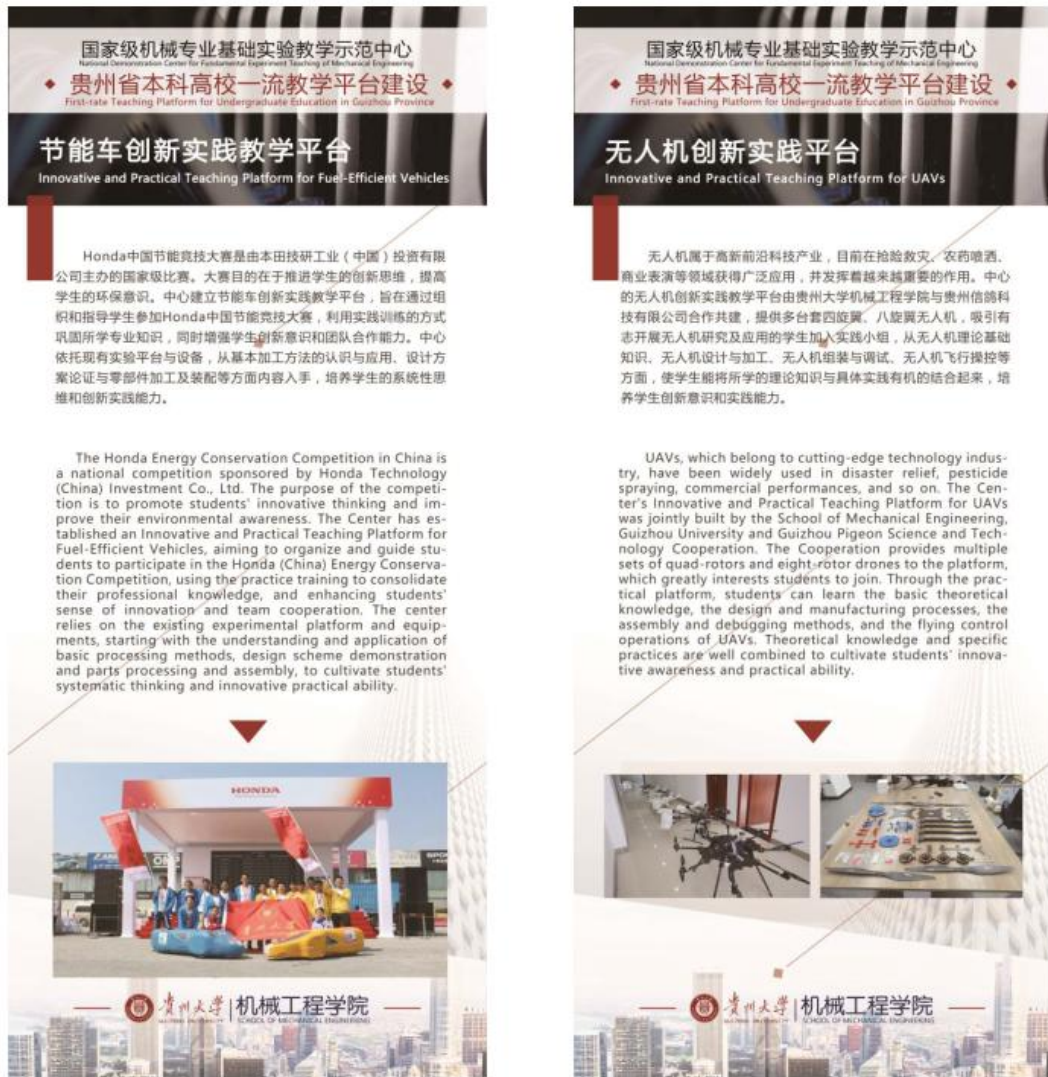 国家级机械专业基础实验教学示范中心
National Demonstration Center for Fundamental Experiment Teaching of Mechanical Engineering
贵州省本科高校一流教学平台建设
First-rate Teaching Platform for Undergraduate Education in Guizhou Province
节能车创新实践教学平台
Innovative and Practical Teaching Platform for Fuel-Efficient Vehicles
Honda中国节能竞技大赛是由本田技研工业（中国）投资有限
公司主办的国家级比赛。大赛目的在于推进学生的创新思维，提高
学生的环保意识。中心建立节能车创新实践教学平台，旨在通过组
织和指导学生参加Honda中国节能竞技大赛，利用实践训练的方式
巩固所学专业知识，同时增强学生创新意识和团队合作能力。中心
依托现有实验平台与设备，从基本加工方法的认识与应用、设计方
案论证与零部件加工及装配等方面内容入手，培养学生的系统性思
维和创新实践能力。
The Honda Energy Conservation Competition in China is
a national competition sponsored by Honda Technology
(China) Investment Co., Ltd. The purpose of the competi-
tion is to promote students' innovative thinking and im-
prove their environmental awareness. The Center has es-
tablished an Innovative and Practical Teaching Platform for
Fuel-Efficient Vehicles, aiming to organize and guide stu-
dents to participate in the Honda (China) Energy Conserva-
tion Competition, using the practice training to consolidate
their professional knowledge, and enhancing students'
sense of innovation and team cooperation. The center
relies on the existing experimental platform and equip-
ments, starting with the understanding and application of
basic processing methods, design scheme demonstration
and parts processing and assembly, to cultivate students'
systematic thinking and innovative practical ability.
HONDA
贵州大学 机械工程学院
SCHOOL OF MECHANICAL ENGINEERING
国家级机械专业基础实验教学示范中心
National Demonstration Center for Fundamental Experiment Teaching of Mechanical Engineering
贵州省本科高校一流教学平台建设
First-rate Teaching Platform for Undergraduate Education in Guizhou Province
无人机创新实践平台
Innovative and Practical Teaching Platform for UAVs
无人机属于高新前沿科技产业，目前在抢险救灾、农药喷洒、
商业表演等领域获得广泛应用，并发挥着越来越重要的作用。中心
的无人机创新实践教学平台由贵州大学机械工程学院与贵州信鸽科
技有限公司合作共建，提供多台套四旋翼、八旋翼无人机，吸引有
志开展无人机研究及应用的学生加入实践小组，从无人机理论基础
知识、无人机设计与加工、无人机组装与调试、无人机飞行操控等
方面，使学生能将所学的理论知识与具体实践有机的结合起来，培
养学生创新意识和实践能力。
UAVs, which belong to cutting-edge technology indus-
try, have been widely used in disaster relief, pesticide
spraying, commercial performances, and so on. The Cen-
ter's Innovative and Practical Teaching Platform for UAVs
was jointly built by the School of Mechanical Engineering,
Guizhou University and Guizhou Pigeon Science and Tech-
nology Cooperation. The Cooperation provides multiple
sets of quad-rotors and eight-rotor drones to the platform,
which greatly interests students to join. Through the prac-
tical platform, students can learn the basic theoretical
knowledge, the design and manufacturing processes, the
assembly and debugging methods, and the flying control
operations of UAVs. Theoretical knowledge and specific
practices are well combined to cultivate students' innova-
tive awareness and practical ability.
贵州大学 机械工程学院
SCHOOL OF MECHANICAL ENGINEERING